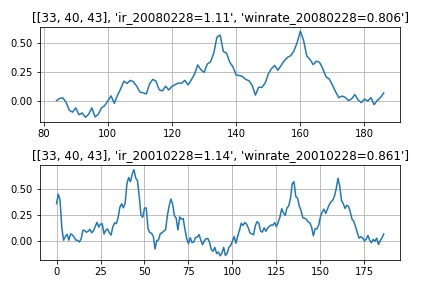 [[33, 40, 43], 'ir_20080228=1.11', 'winrate_20080228=0.806']
0.50
0.25
0.00
80 100 120 140 160 180
[[33, 40, 43], 'ir_20010228=1.14', 'winrate_20010228=0.861']
0.50
0.25
0.00
0 25 50 75 100 125 150 175